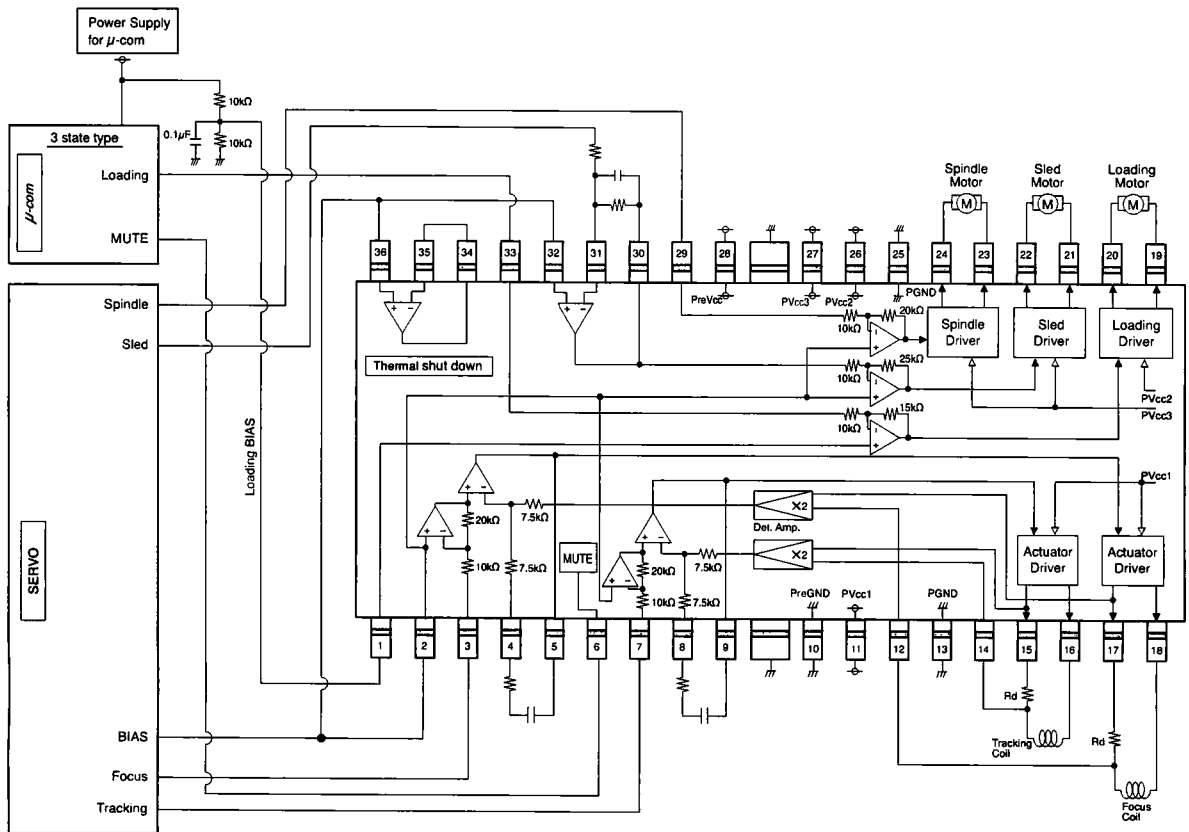 Power Supply
for μ-com
10kΩ
0.1μF
10kΩ
3 state type
μ-com
Loading
MUTE
SERVO
Spindle
Sled
BIAS
Focus
Tracking
Loading BIAS
Spindle
Motor
Sled
Motor
Loading
Motor
M
M
M
36
35
34
33
32
31
30
29
28
27
26
25
24
23
22
21
20
19
PreVcc
PVcc3
PVcc2
PGND
Thermal shut down
10kΩ
20kΩ
10kΩ
25kΩ
10kΩ
15kΩ
Spindle
Driver
Sled
Driver
Loading
Driver
PVcc2
PVcc3
PVcc1
20kΩ
10kΩ
7.5kΩ
7.5kΩ
MUTE
20kΩ
10kΩ
7.5kΩ
7.5kΩ
×2
Det. Amp.
×2
Actuator
Driver
Actuator
Driver
PreGND
PVcc1
PGND
1
2
3
4
5
6
7
8
9
10
11
12
13
14
15
16
17
18
Rd
Tracking
Coil
Rd
Focus
Coil